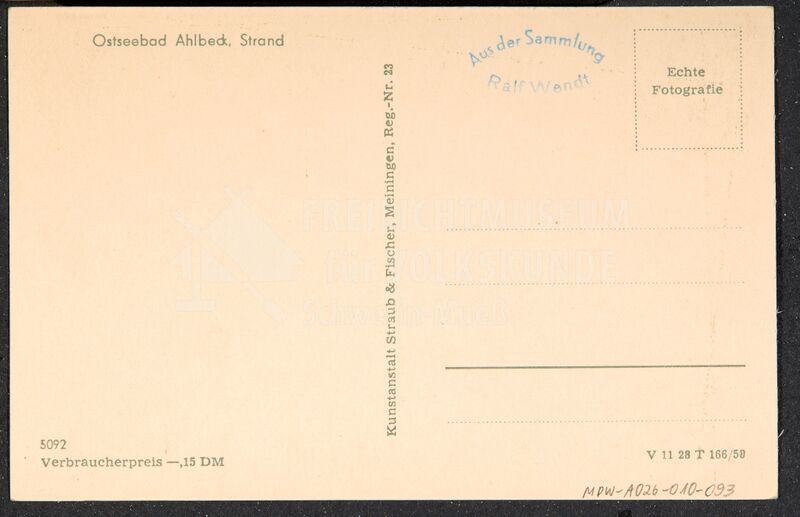 Ostseebad Ahlbeck, Strand
Aus der Sammlung
Ralf Wendt
Echte
Fotografie
Kunstanstalt Straub & Fischer, Meiningen, Reg.-Nr. 23
FREILICHTMUSEUM
für VOLKSKUNDE
Schwerin-Mueß
5092
Verbraucherpreis —,15 DM
V 11 28 T 166/58
MDW-A026-010-093